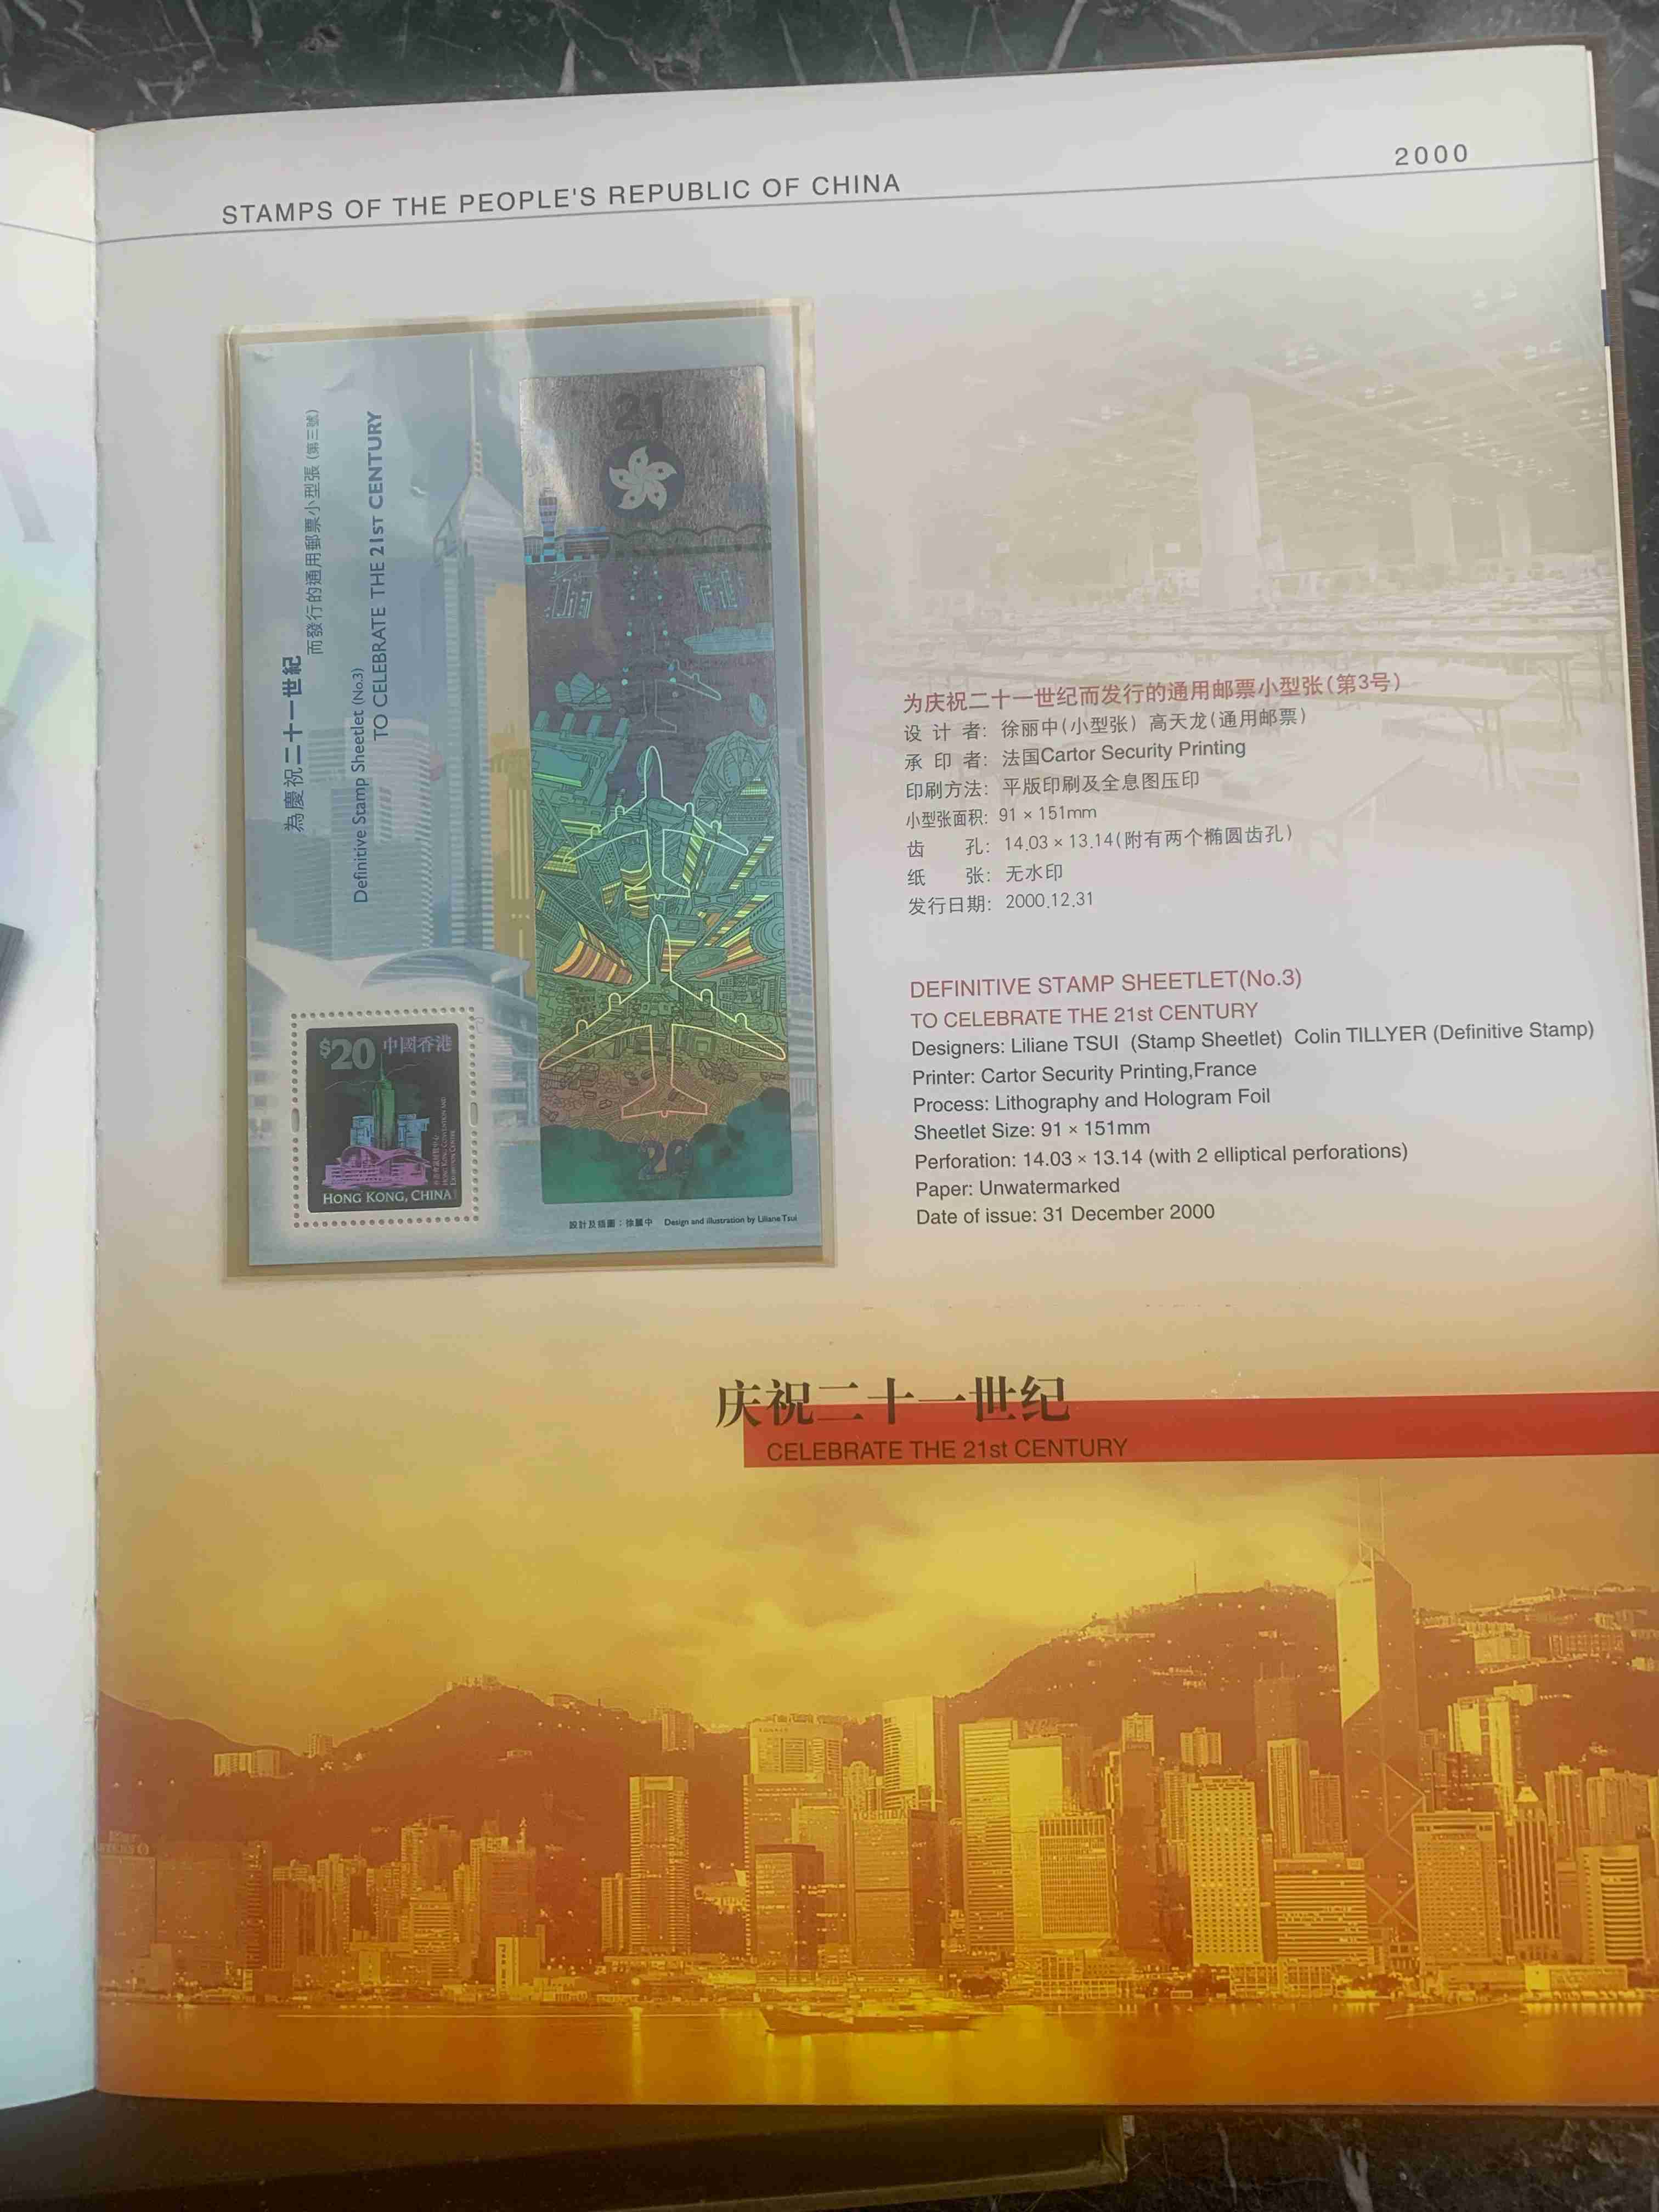 STAMPS OF THE PEOPLE'S REPUBLIC OF CHINA
2000
為慶祝二十一世紀
而發行的通用郵票小型張 (第三號)
Definitive Stamp Sheetlet (No.3)
TO CELEBRATE THE 21ST CENTURY
21
$20 中國香港
HONG KONG CONVENTION AND
EXHIBITION CENTRE
HONG KONG, CHINA
設計及插圖：徐麗中 Design and illustration by Liliane Tsui
为庆祝二十一世纪而发行的通用邮票小型张(第3号)
设计者: 徐丽中(小型张) 高天龙(通用邮票)
承印者: 法国Cartor Security Printing
印刷方法: 平版印刷及全息图压印
小型张面积: 91 × 151mm
齿孔: 14.03 × 13.14(附有两个椭圆齿孔)
纸张: 无水印
发行日期: 2000.12.31
DEFINITIVE STAMP SHEETLET(No.3)
TO CELEBRATE THE 21st CENTURY
Designers: Liliane TSUI (Stamp Sheetlet) Colin TILLYER (Definitive Stamp)
Printer: Cartor Security Printing,France
Process: Lithography and Hologram Foil
Sheetlet Size: 91 × 151mm
Perforation: 14.03 × 13.14 (with 2 elliptical perforations)
Paper: Unwatermarked
Date of issue: 31 December 2000
庆祝二十一世纪
CELEBRATE THE 21st CENTURY
TOSHIBA